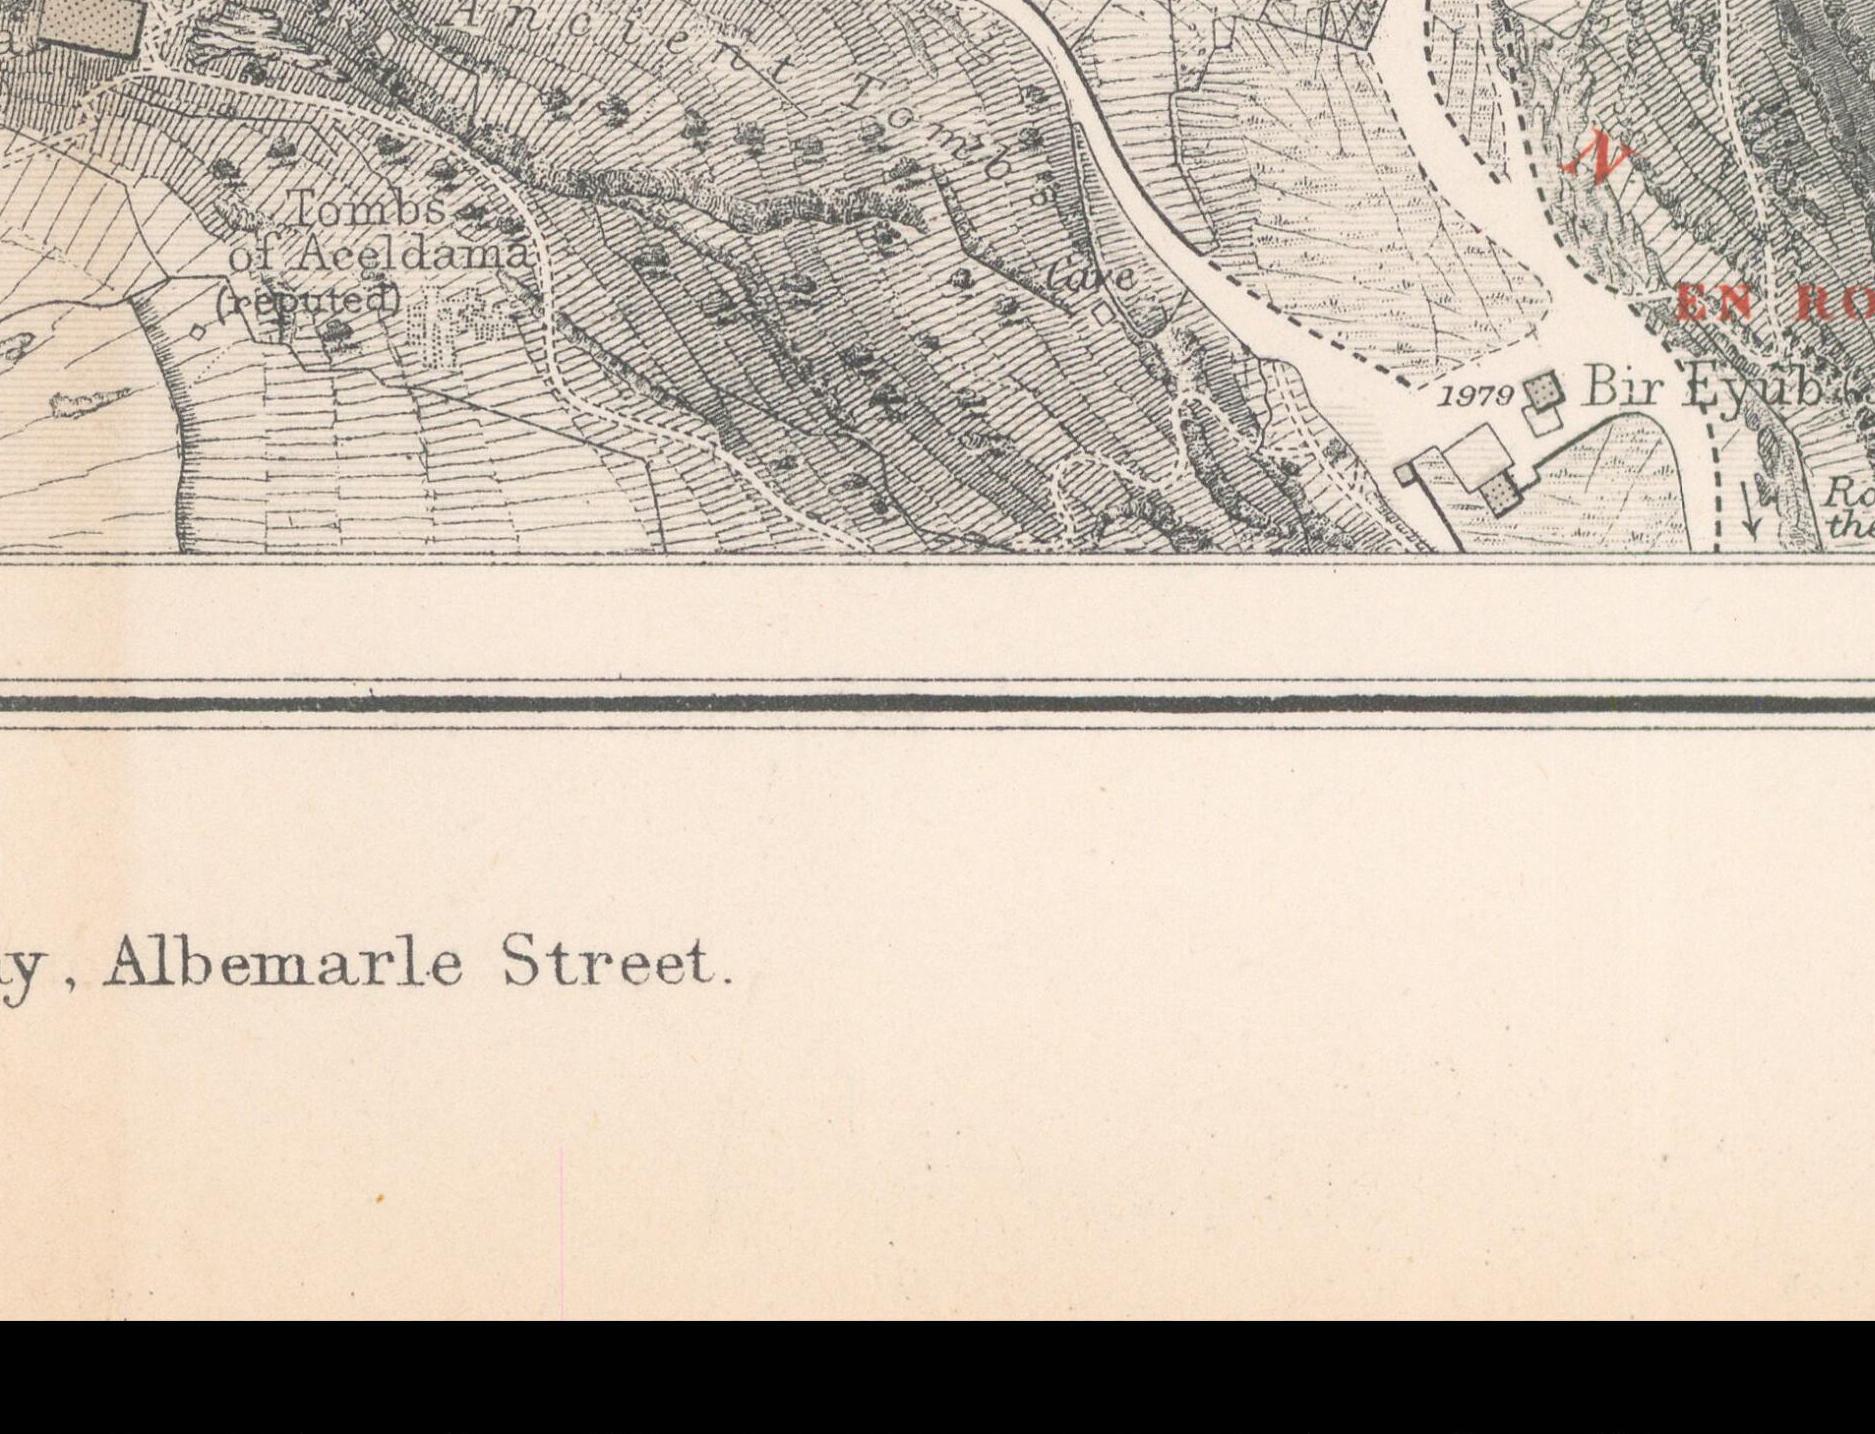 Ancient Tombs
N
Tombs
of Aceldama
(reputed)
Cave
EN RO
1979
Bir Eyub
Ro
the
y, Albemarle Street.